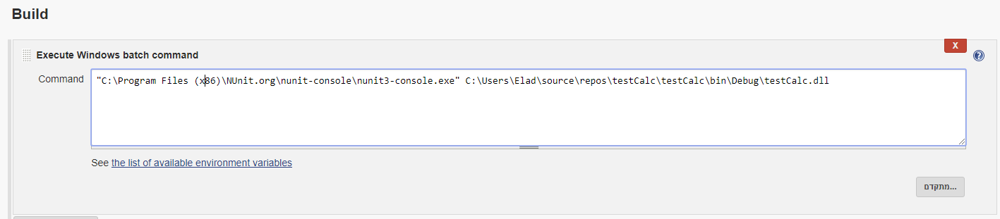 Build
X
Execute Windows batch command
Command
"C:\Program Files (x86)\NUnit.org\nunit-console\nunit3-console.exe" C:\Users\Elad\source\repos\testCalc\testCalc\bin\Debug\testCalc.dll
See the list of available environment variables
מתקדם...